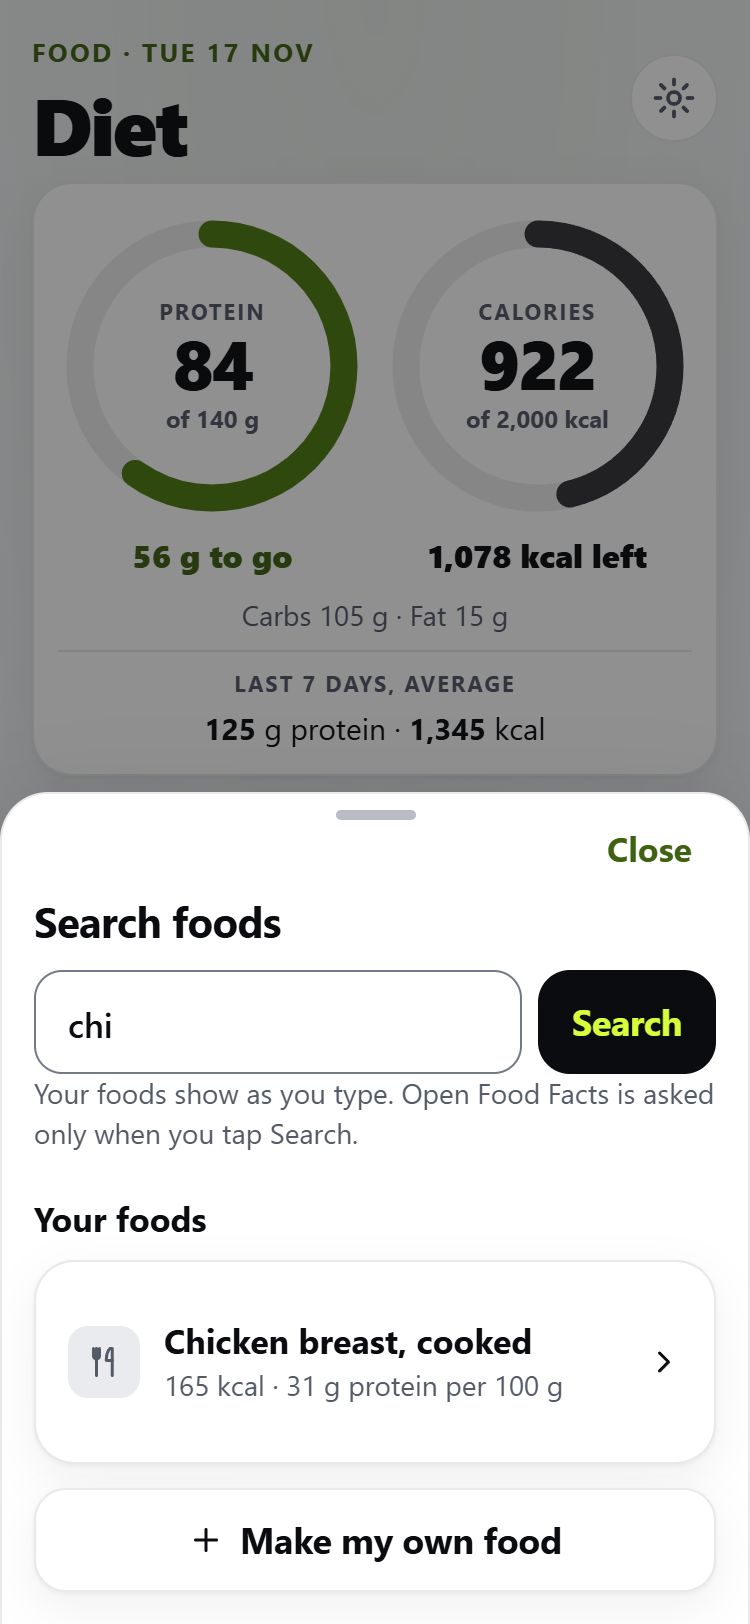 FOOD · TUE 17 NOV
Diet
PROTEIN
84
of 140 g
56 g to go
CALORIES
922
of 2,000 kcal
1,078 kcal left
Carbs 105 g · Fat 15 g
LAST 7 DAYS, AVERAGE
125 g protein · 1,345 kcal
Close
Search foods
chi
Search
Your foods show as you type. Open Food Facts is asked
only when you tap Search.
Your foods
Chicken breast, cooked
165 kcal · 31 g protein per 100 g
+ Make my own food